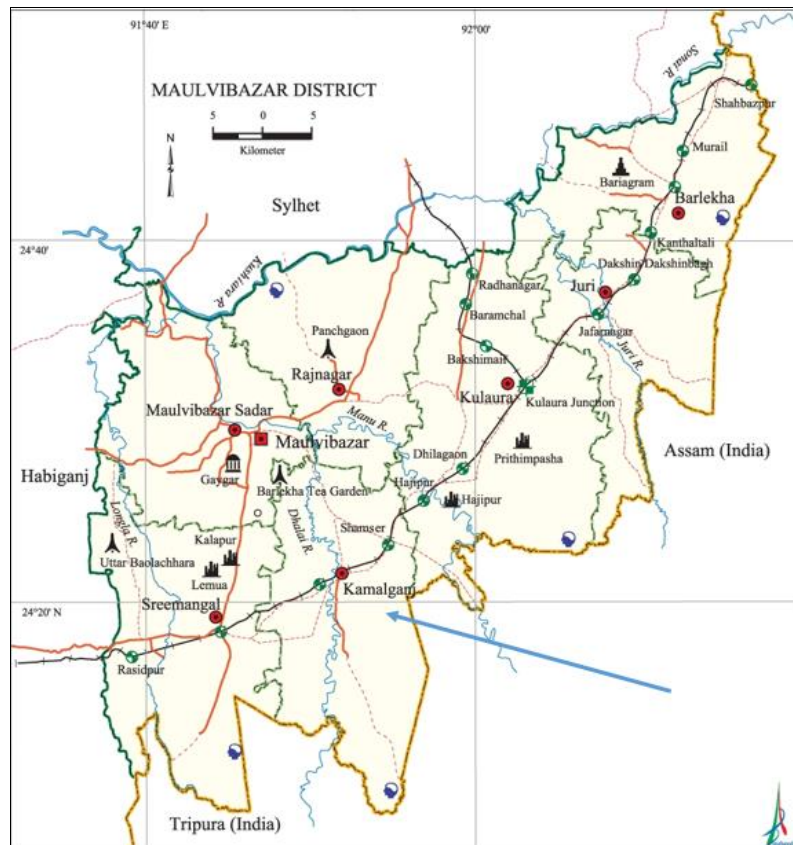 91°40' E
92°00'
MAULVIBAZAR DISTRICT
5 0 5
Kilometer
N
Sonai R.
Shahbazpur
Murail
Bariagram
Barlekha
Sylhet
Kanthaltali
24°40'
Kushiara R.
Dakshin Dakshinbagh
Radhanagar
Juri
Baramchal
Jafarnagar
Panchgaon
Juri R.
Bakshimail
Rajnagar
Kulaura
Kulaura Junction
Maulvibazar Sadar
Manu R.
Maulvibazar
Assam (India)
Prithimpasha
Habiganj
Dhilagaon
Gaygar
Hajipur
Barlekha Tea Garden
Hajipur
Longla R.
Dhalai R.
Shamser
Kalapur
Uttar Baolachhara
Lemua
Kamalganj
24°20' N
Sreemangal
Rasidpur
Tripura (India)